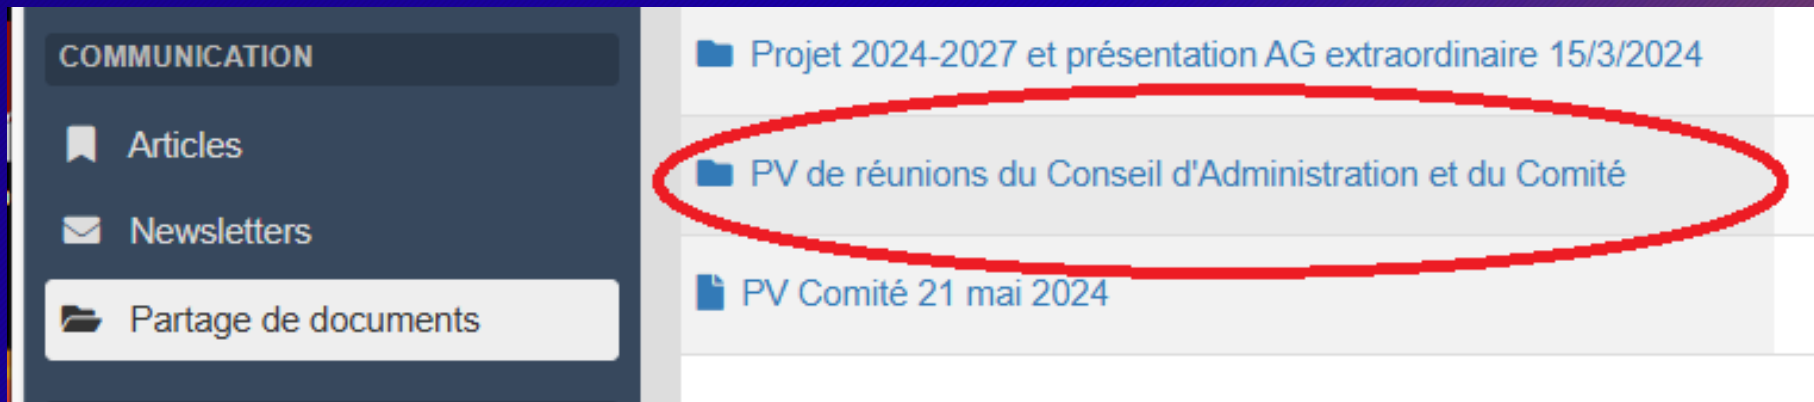 COMMUNICATION
Articles
Newsletters
Partage de documents
Projet 2024-2027 et présentation AG extraordinaire 15/3/2024
PV de réunions du Conseil d'Administration et du Comité
PV Comité 21 mai 2024